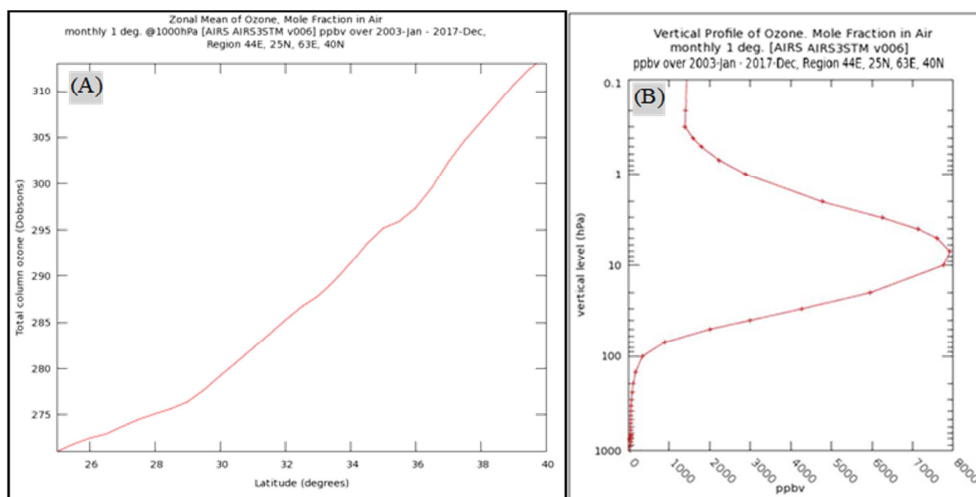 Zonal Mean of Ozone, Mole Fraction in Air
monthly 1 deg. @1000hPa [AIRS AIRS3STM v006] ppbv over 2003-Jan - 2017-Dec,
Region 44E, 25N, 63E, 40N
(A)
310
305
300
295
290
285
280
275
Total column ozone (Dobsons)
26
28
30
32
34
36
38
40
Latitude (degrees)
Vertical Profile of Ozone. Mole Fraction in Air
monthly 1 deg. [AIRS AIRS3STM v006]
ppbv over 2003-Jan - 2017-Dec, Region 44E, 25N, 63E, 40N
(B)
0.1
1
10
100
1000
vertical level (hPa)
0
1000
2000
3000
4000
5000
6000
7000
8000
ppbv